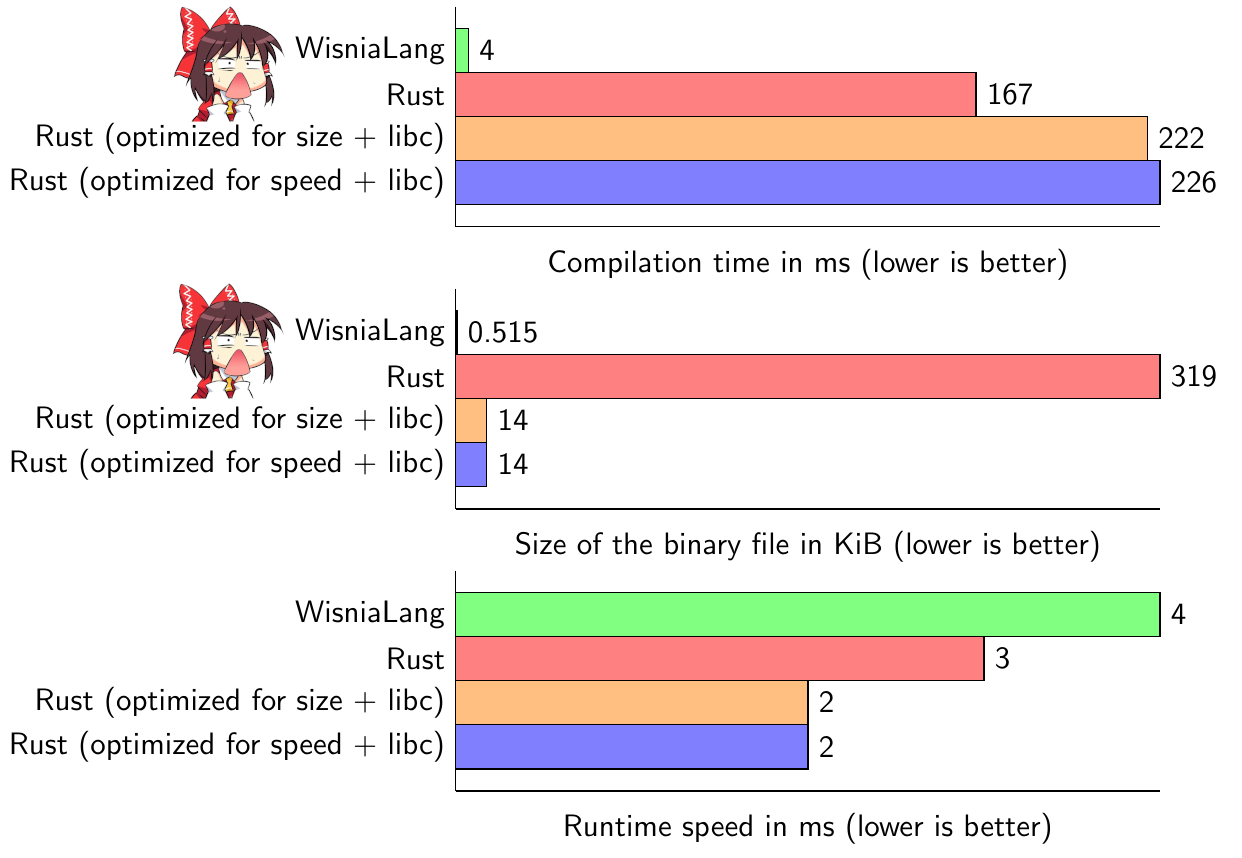 WisniaLang 4
Rust 167
Rust (optimized for size + libc) 222
Rust (optimized for speed + libc) 226
Compilation time in ms (lower is better)
WisniaLang 0.515
Rust 319
Rust (optimized for size + libc) 14
Rust (optimized for speed + libc) 14
Size of the binary file in KiB (lower is better)
WisniaLang 4
Rust 3
Rust (optimized for size + libc) 2
Rust (optimized for speed + libc) 2
Runtime speed in ms (lower is better)